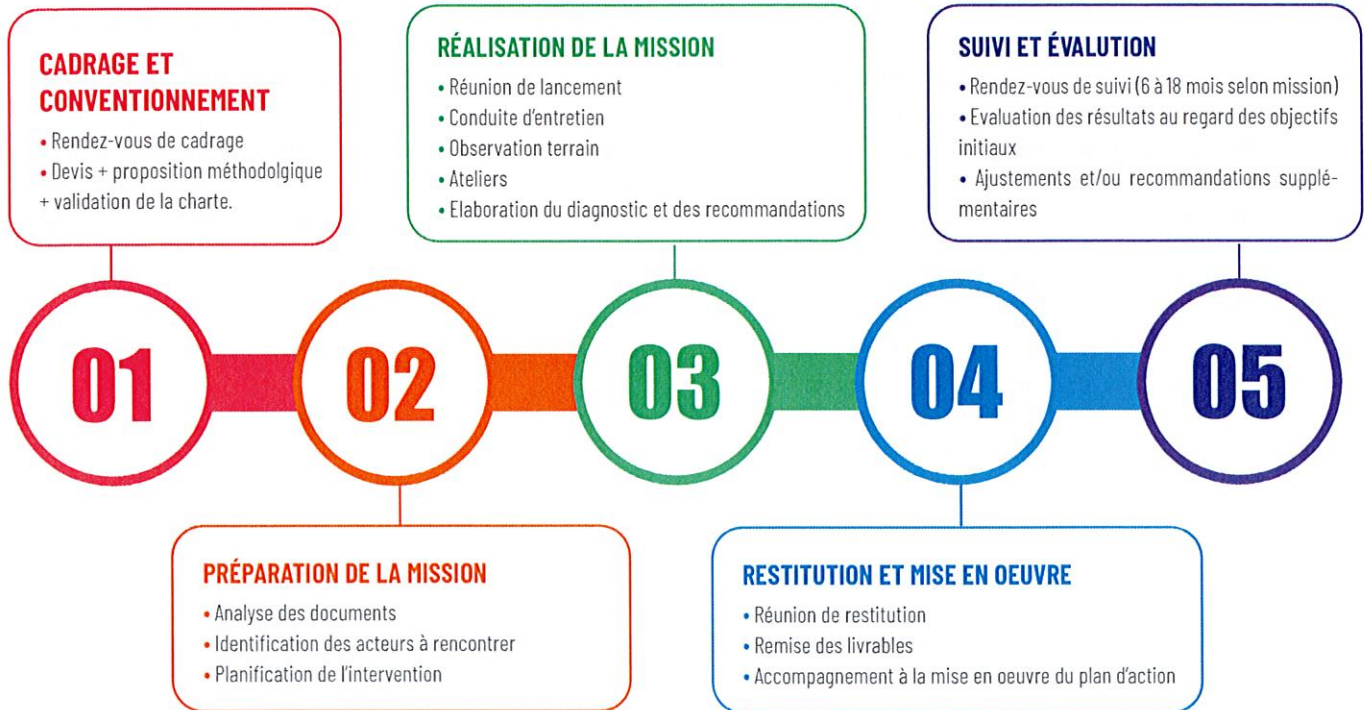 CADRAGE ET
CONVENTIONNEMENT
• Rendez-vous de cadrage
• Devis + proposition méthodolgique
+ validation de la charte.
RÉALISATION DE LA MISSION
• Réunion de lancement
• Conduite d'entretien
• Observation terrain
• Ateliers
• Elaboration du diagnostic et des recommandations
SUIVI ET ÉVALUTION
• Rendez-vous de suivi (6 à 18 mois selon mission)
• Evaluation des résultats au regard des objectifs
initiaux
• Ajustements et/ou recommandations supplé-
mentaires
01
02
03
04
05
PRÉPARATION DE LA MISSION
• Analyse des documents
• Identification des acteurs à rencontrer
• Planification de l'intervention
RESTITUTION ET MISE EN OEUVRE
• Réunion de restitution
• Remise des livrables
• Accompagnement à la mise en oeuvre du plan d'action